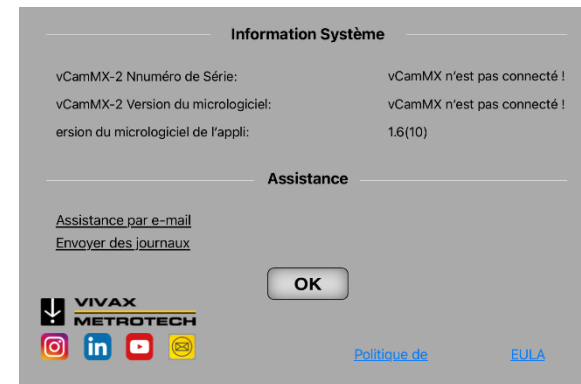 Information Système
vCamMX-2 Nnuméro de Série: vCamMX n'est pas connecté !
vCamMX-2 Version du micrologiciel: vCamMX n'est pas connecté !
ersion du micrologiciel de l'appli: 1.6(10)
Assistance
Assistance par e-mail
Envoyer des journaux
OK
VIVAX
METROTECH
in
Politique de EULA